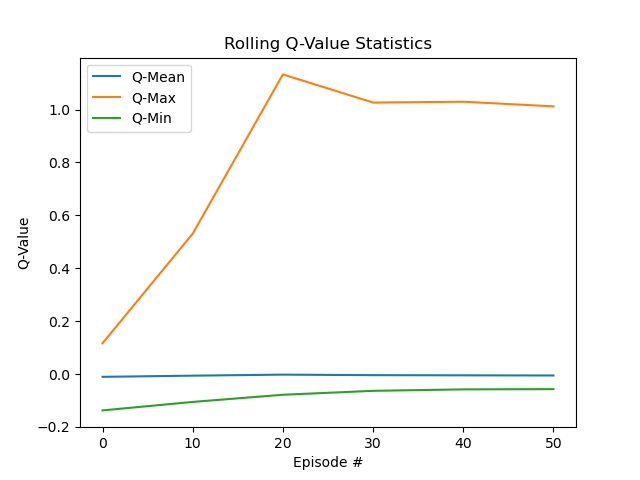 Rolling Q-Value Statistics
Q-Mean
Q-Max
Q-Min
1.0
0.8
0.6
0.4
0.2
0.0
−0.2
Q-Value
0 10 20 30 40 50
Episode #